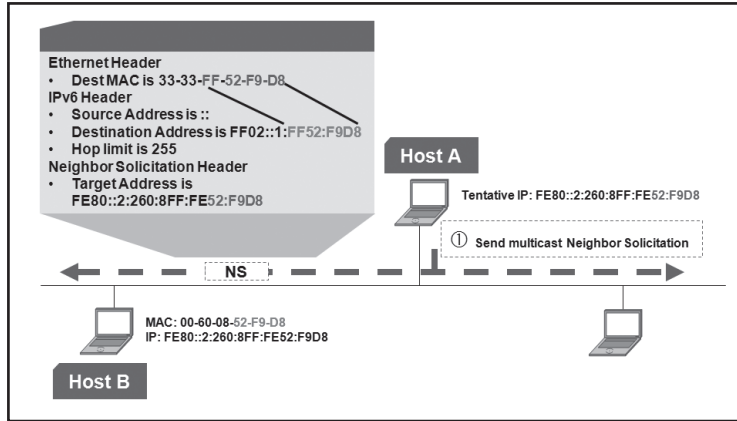 Ethernet Header
• Dest MAC is 33-33-FF-52-F9-D8
IPv6 Header
• Source Address is ::
• Destination Address is FF02::1:FF52:F9D8
• Hop limit is 255
Neighbor Solicitation Header
• Target Address is
FE80::2:260:8FF:FE52:F9D8
Host A
Tentative IP: FE80::2:260:8FF:FE52:F9D8
① Send multicast Neighbor Solicitation
NS
MAC: 00-60-08-52-F9-D8
IP: FE80::2:260:8FF:FE52:F9D8
Host B